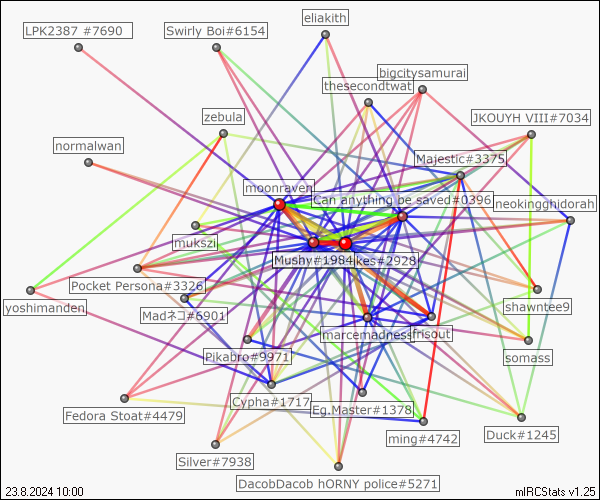 eliakith
LPK2387 #7690
Swirly Boi#6154
bigcitysamurai
thesecondtwat
zebula
JKOUYH VIII#7034
normalwan
Majestic#3375
moonraven
Can anything be saved#0396
neokingghidorah
mukszi
Mushy#1984
kes#2928
Pocket Persona#3326
yoshimanden
Madネコ#6901
shawntee9
marcemadness
frisout
Pikabro#9971
somass
Cypha#1717
Eg.Master#1378
Fedora Stoat#4479
ming#4742
Duck#1245
Silver#7938
DacobDacob hORNY police#5271
23.8.2024 10:00
mIRCStats v1.25